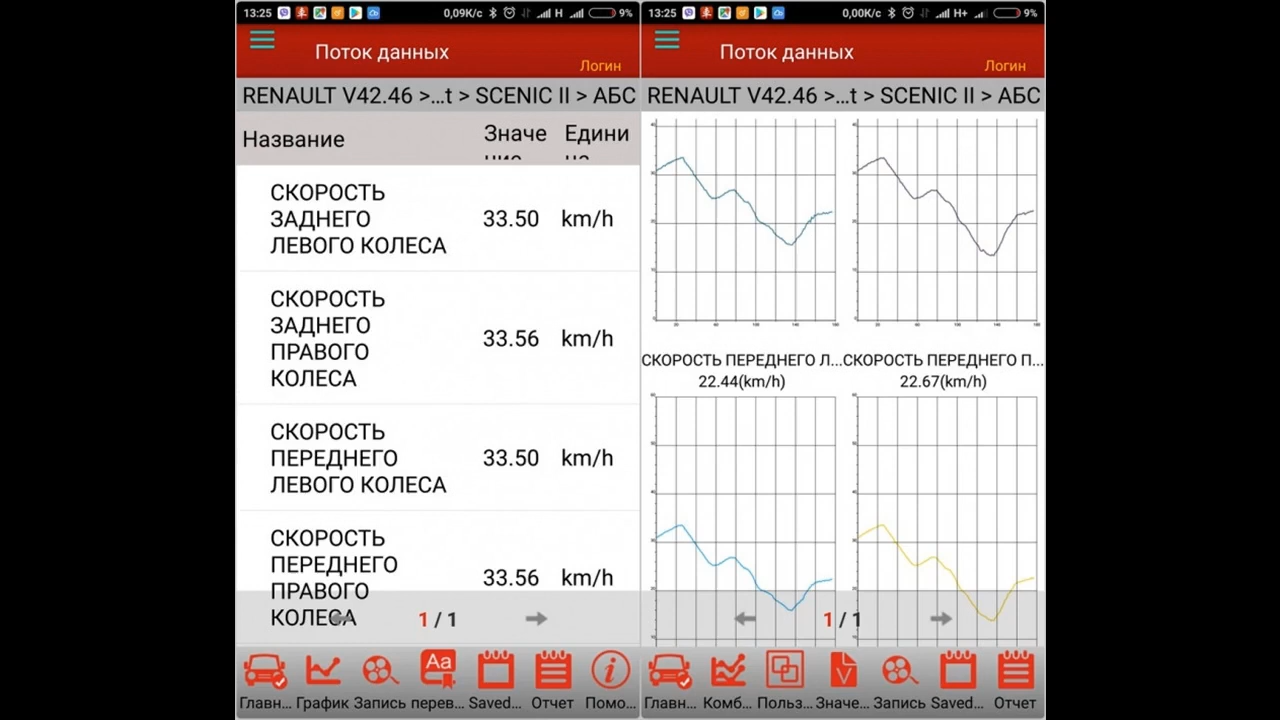 13:25 0,09K/c H 9%
Поток данных
Логин
RENAULT V42.46 >...t > SCENIC II > АБС
Название Значе Едини
СКОРОСТЬ
ЗАДНЕГО
ЛЕВОГО КОЛЕСА
33.50 km/h
СКОРОСТЬ
ЗАДНЕГО
ПРАВОГО
КОЛЕСА
33.56 km/h
СКОРОСТЬ
ПЕРЕДНЕГО
ЛЕВОГО КОЛЕСА
33.50 km/h
СКОРОСТЬ
ПЕРЕДНЕГО
ПРАВОГО
КОЛЕСА
33.56 km/h
1 / 1
Aa
Главн... График Запись перев... Saved... Отчет Помо...
13:25 0,00K/c H+ 9%
Поток данных
Логин
RENAULT V42.46 >...t > SCENIC II > АБС
СКОРОСТЬ ПЕРЕДНЕГО Л...
22.44(km/h)
СКОРОСТЬ ПЕРЕДНЕГО П...
22.67(km/h)
1 / 1
Главн... Комб... Польз... Значе... Запись Saved... Отчет